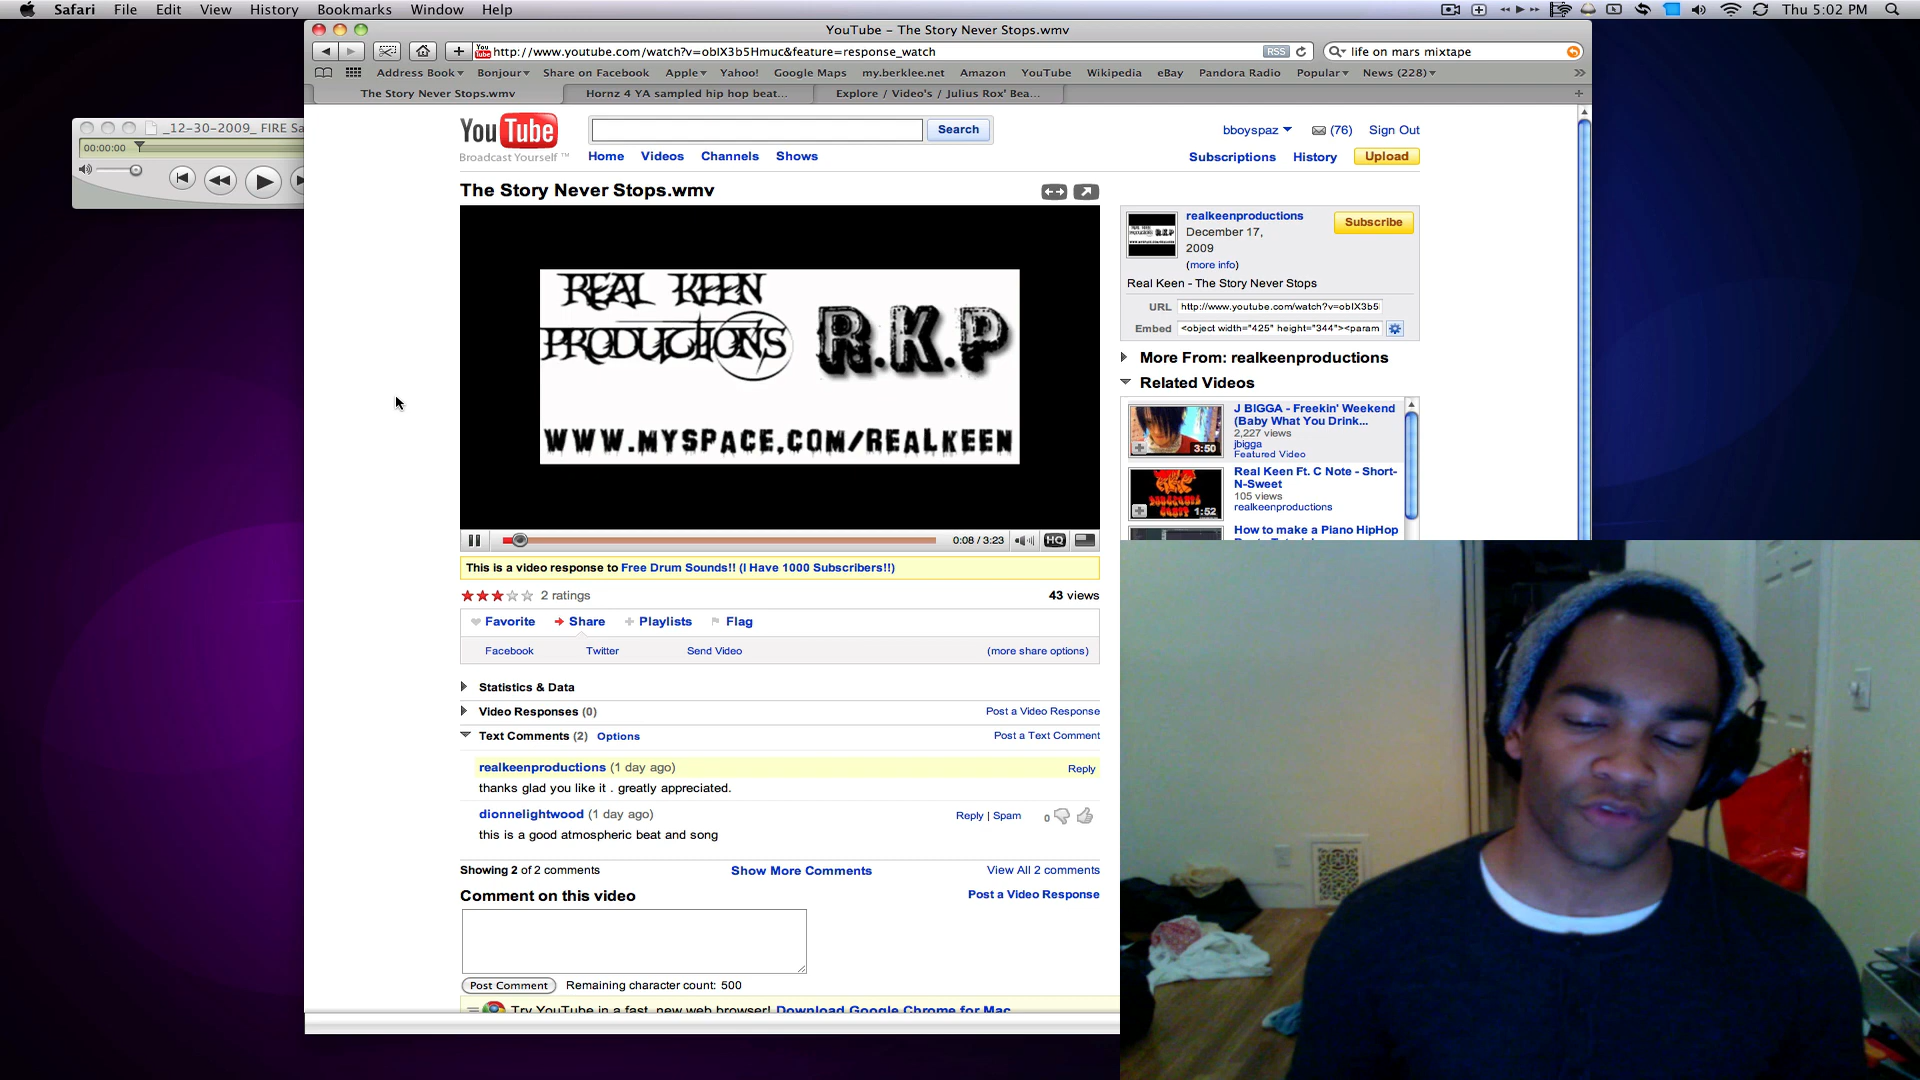 Safari File Edit View History Bookmarks Window Help
Thu 5:02 PM
YouTube – The Story Never Stops.wmv
http://www.youtube.com/watch?v=obIX3b5Hmuc&feature=response_watch
RSS
life on mars mixtape
Address Book Bonjour Share on Facebook Apple Yahoo! Google Maps my.berklee.net Amazon YouTube Wikipedia eBay Pandora Radio Popular News (228)
The Story Never Stops.wmv
Hornz 4 YA sampled hip hop beat...
Explore / Video's / Julius Rox' Bea...
_12-30-2009_ FIRE Sa
00:00:00
YouTube
Broadcast Yourself ™
Search
bboyspaz
(76)
Sign Out
Home Videos Channels Shows
Subscriptions History Upload
The Story Never Stops.wmv
REAL KEEN
PRODUCTIONS
R.K.P
WWW.MYSPACE.COM/REALKEEN
0:08 / 3:23
HQ
realkeenproductions
December 17,
2009
(more info)
Subscribe
Real Keen - The Story Never Stops
URL http://www.youtube.com/watch?v=obIX3b5
Embed <object width="425" height="344"><param
More From: realkeenproductions
Related Videos
J BIGGA - Freekin' Weekend
(Baby What You Drink...
2,227 views
jbigga
Featured Video
3:50
Real Keen Ft. C Note - Short-
N-Sweet
105 views
realkeenproductions
1:52
How to make a Piano HipHop
This is a video response to Free Drum Sounds!! (I Have 1000 Subscribers!!)
2 ratings
43 views
Favorite Share Playlists Flag
Facebook Twitter Send Video (more share options)
Statistics & Data
Video Responses (0)
Post a Video Response
Text Comments (2) Options
Post a Text Comment
realkeenproductions (1 day ago)
Reply
thanks glad you like it . greatly appreciated.
dionnelightwood (1 day ago)
Reply | Spam
0
this is a good atmospheric beat and song
Showing 2 of 2 comments
Show More Comments
View All 2 comments
Comment on this video
Post a Video Response
Post Comment
Remaining character count: 500
Try YouTube in a fast, new web browser! Download Google Chrome for Mac